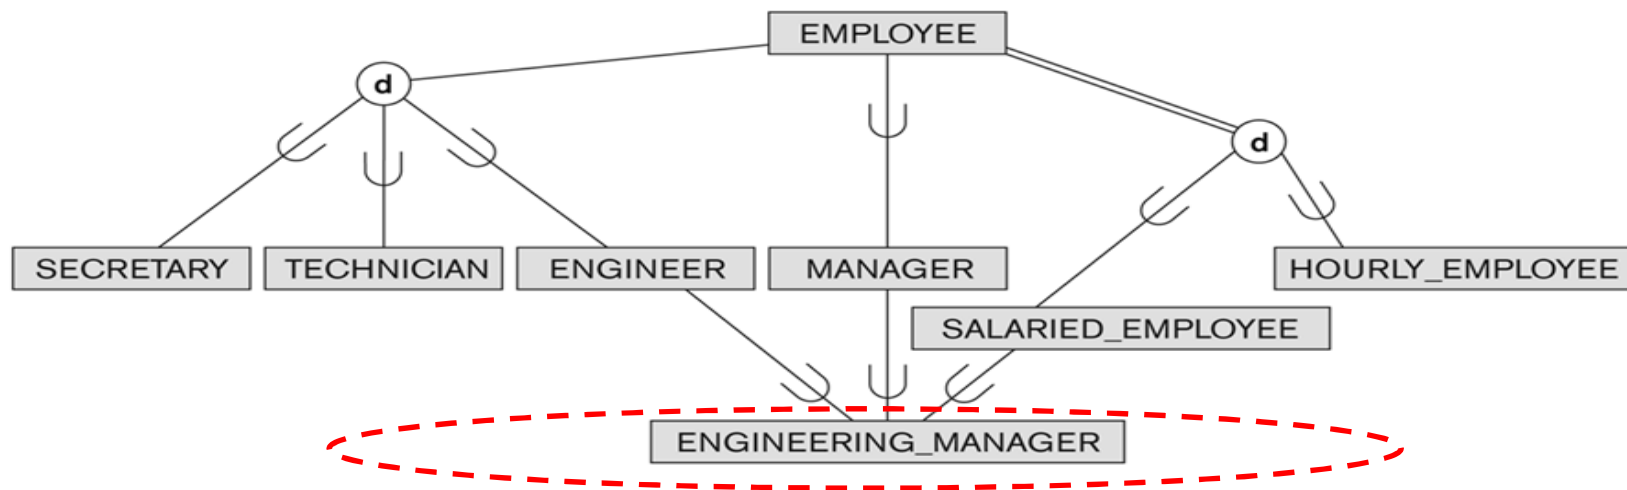 EMPLOYEE
d
d
SECRETARY
TECHNICIAN
ENGINEER
MANAGER
HOURLY_EMPLOYEE
SALARIED_EMPLOYEE
ENGINEERING_MANAGER